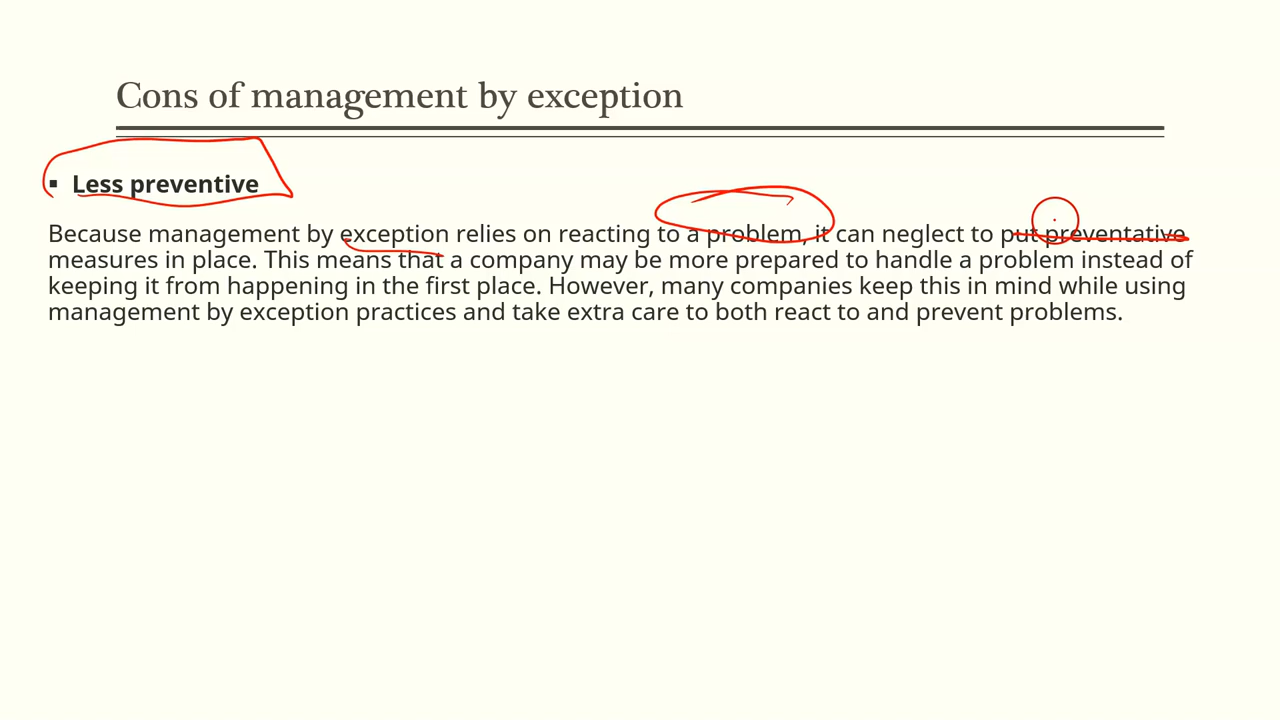 Cons of management by exception
▪ Less preventive
Because management by exception relies on reacting to a problem, it can neglect to put preventative
measures in place. This means that a company may be more prepared to handle a problem instead of
keeping it from happening in the first place. However, many companies keep this in mind while using
management by exception practices and take extra care to both react to and prevent problems.